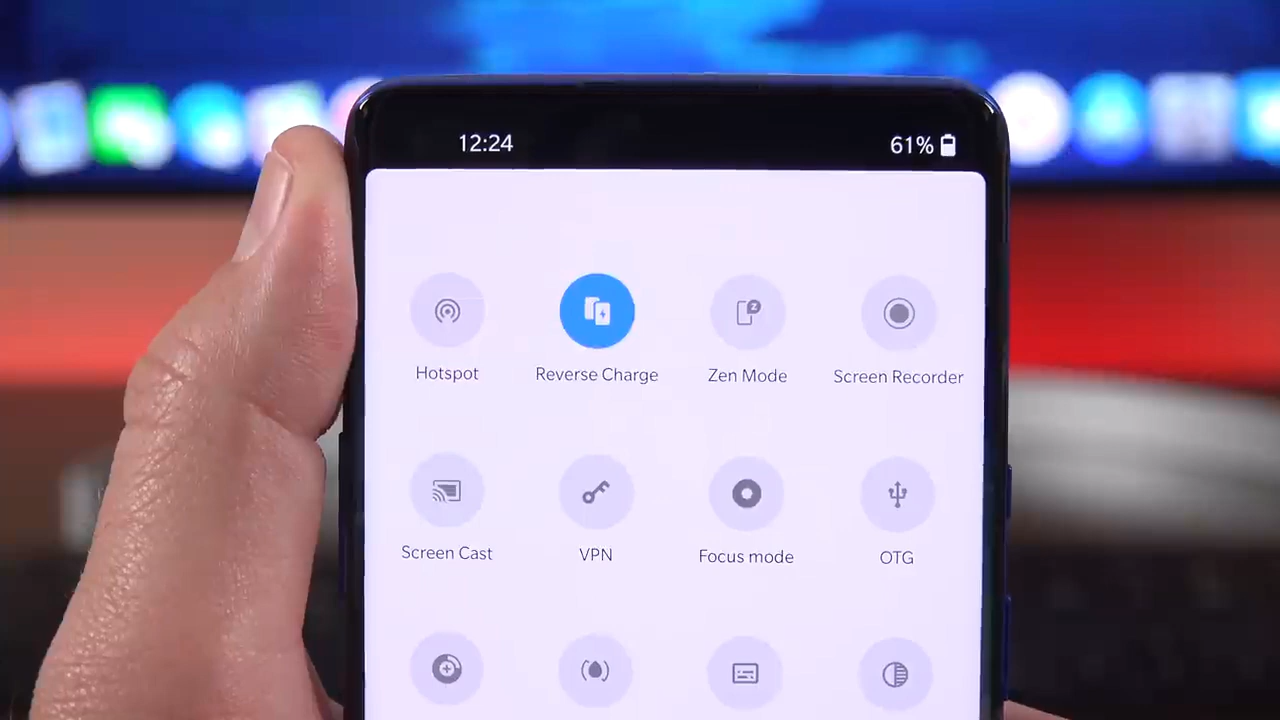 12:24
61%
Hotspot
Reverse Charge
Zen Mode
Screen Recorder
Screen Cast
VPN
Focus mode
OTG